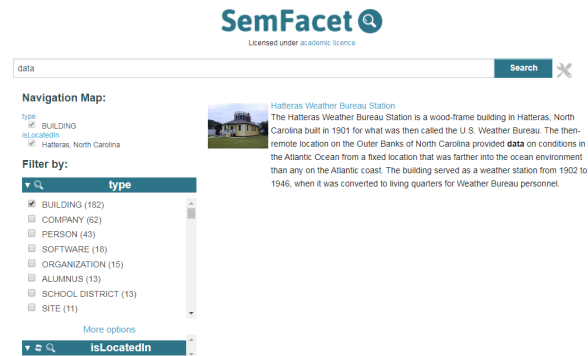 SemFacet
Licensed under academic licence
data
Search
Navigation Map:
type
BUILDING
isLocatedIn
Hatteras, North Carolina
Filter by:
type
BUILDING (182)
COMPANY (62)
PERSON (43)
SOFTWARE (18)
ORGANIZATION (15)
ALUMNUS (13)
SCHOOL DISTRICT (13)
SITE (11)
More options
isLocatedIn
Hatteras Weather Bureau Station
The Hatteras Weather Bureau Station is a wood-frame building in Hatteras, North
Carolina built in 1901 for what was then called the U.S. Weather Bureau. The then-
remote location on the Outer Banks of North Carolina provided data on conditions in
the Atlantic Ocean from a fixed location that was farther into the ocean environment
than any on the Atlantic coast. The building served as a weather station from 1902 to
1946, when it was converted to living quarters for Weather Bureau personnel.